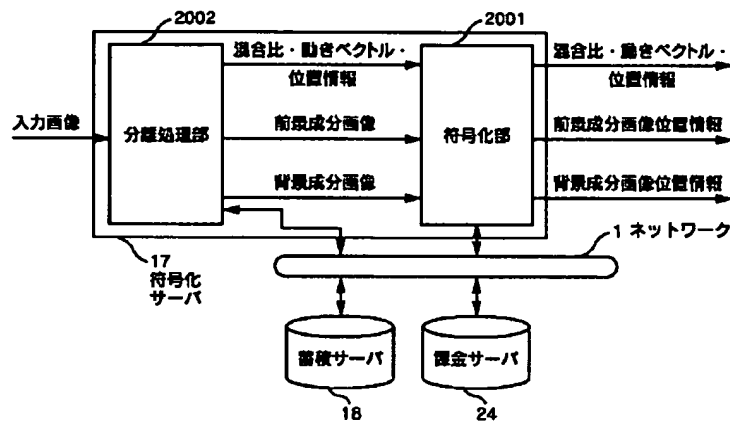 2002
2001
混合比・動きベクトル・
位置情報
混合比・動きベクトル・
位置情報
入力画像
分離処理部
前景成分画像
符号化部
前景成分画像位置情報
背景成分画像
背景成分画像位置情報
17
符号化
サーバ
1 ネットワーク
蓄積サーバ
課金サーバ
18
24